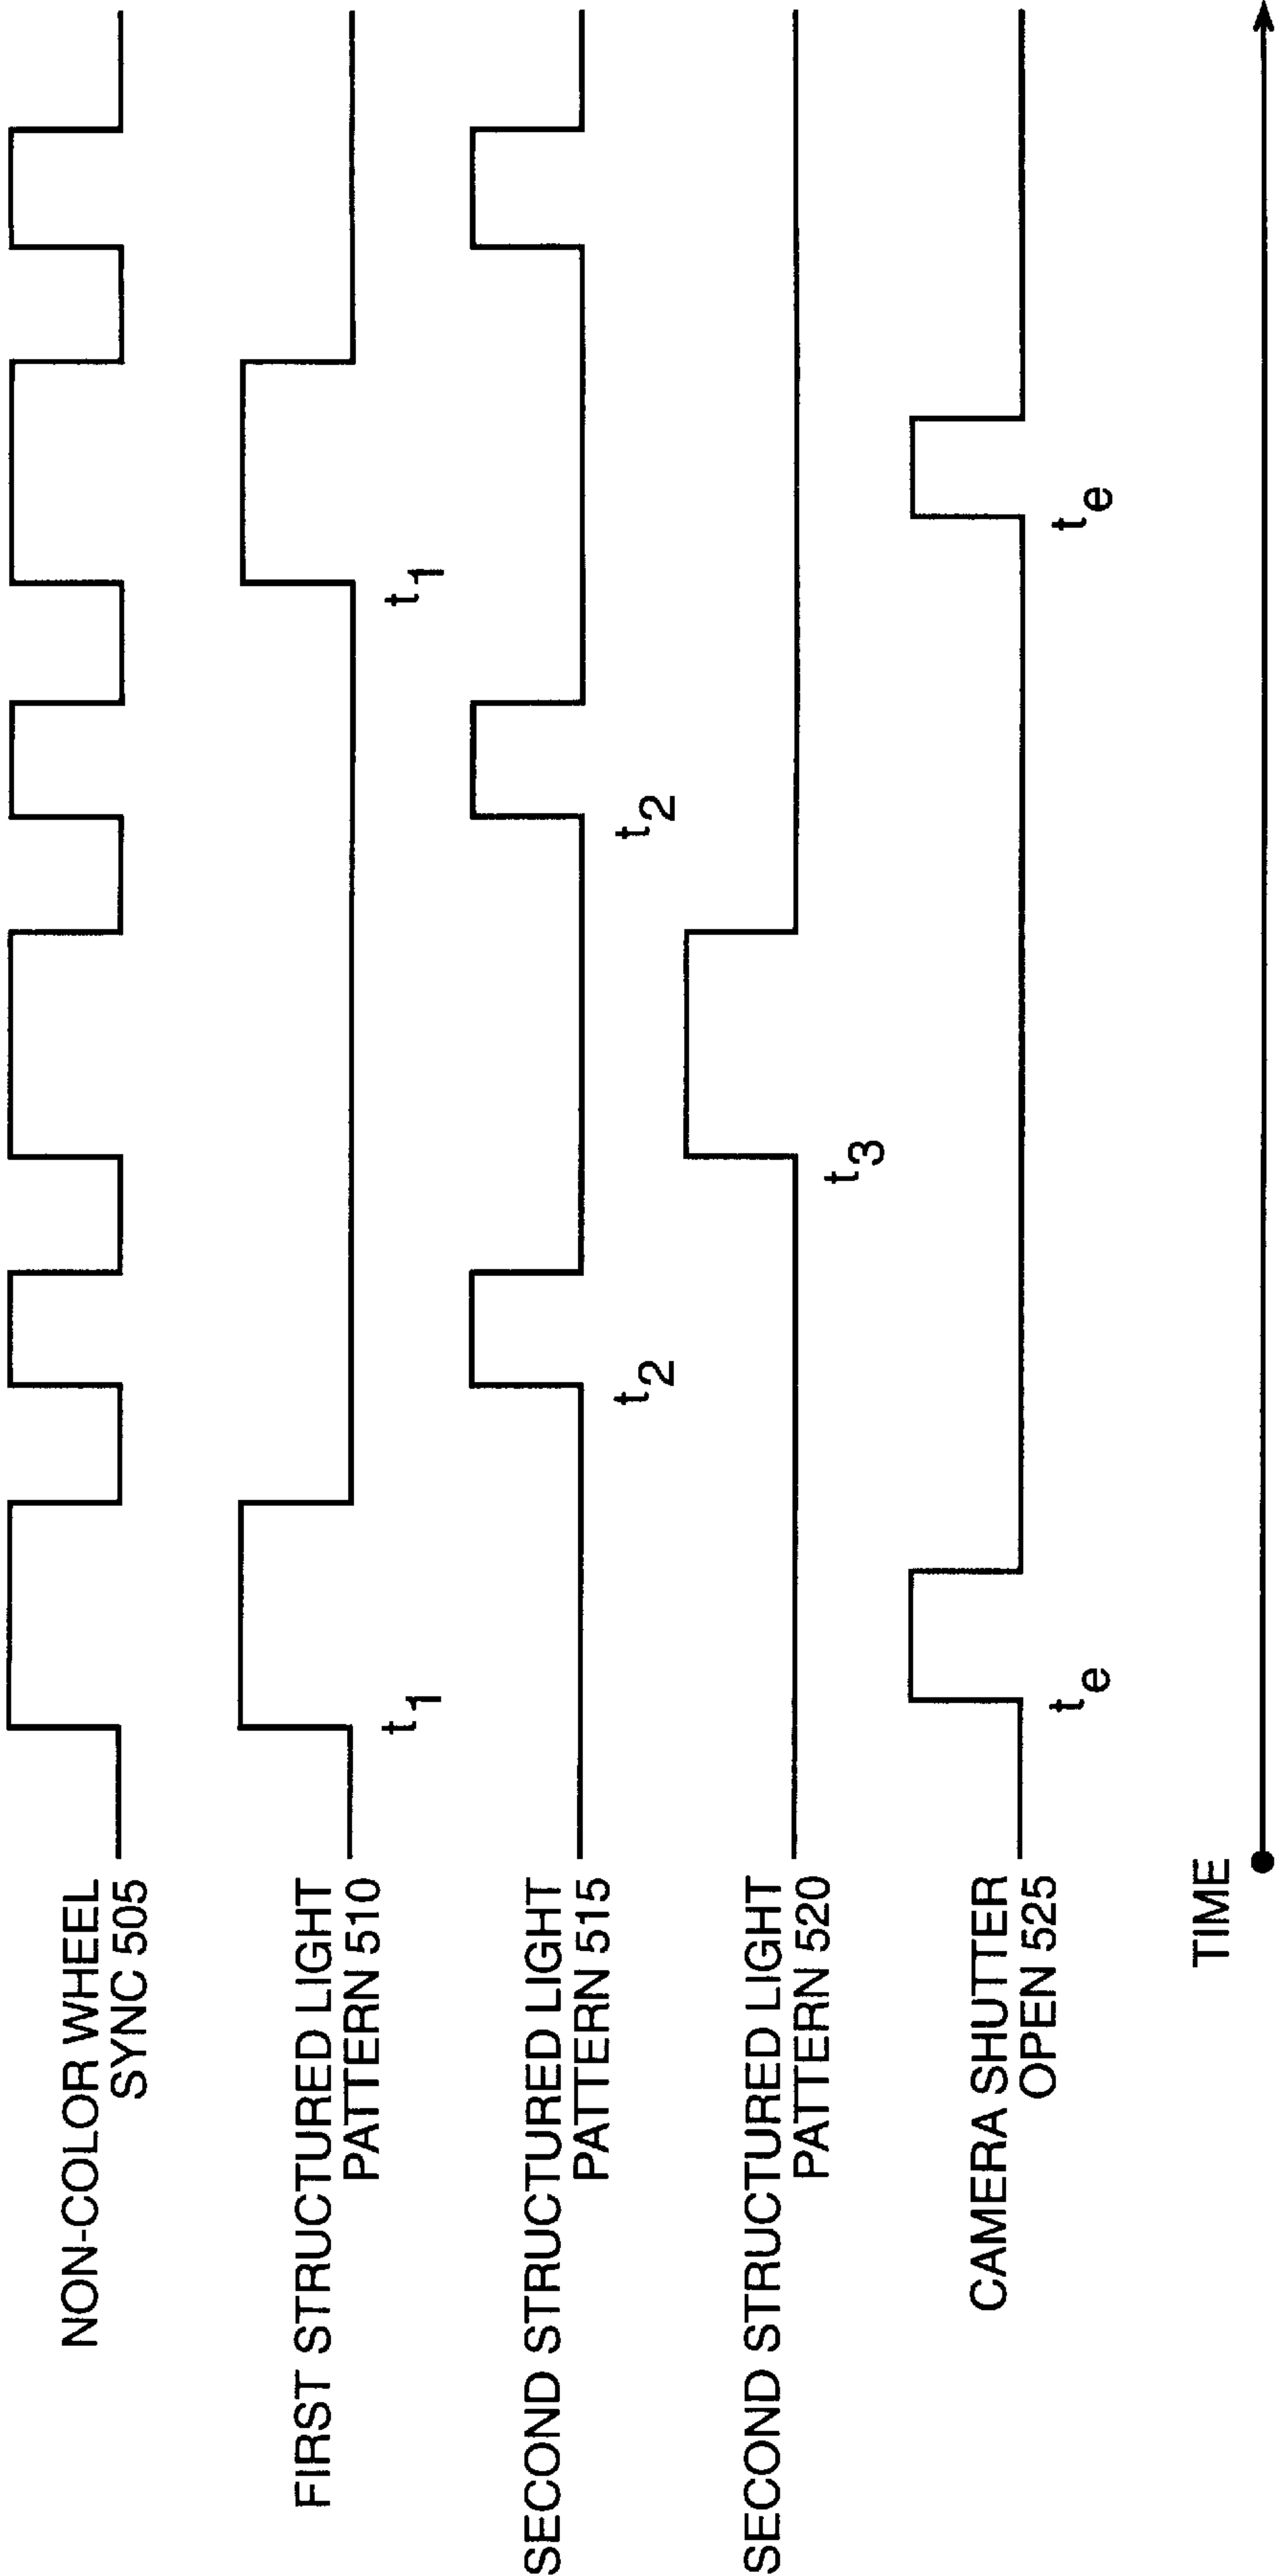 NON-COLOR WHEEL
SYNC 505
FIRST STRUCTURED LIGHT
PATTERN 510
t1
t1
SECOND STRUCTURED LIGHT
PATTERN 515
t2
t2
SECOND STRUCTURED LIGHT
PATTERN 520
t3
CAMERA SHUTTER
OPEN 525
te
te
TIME